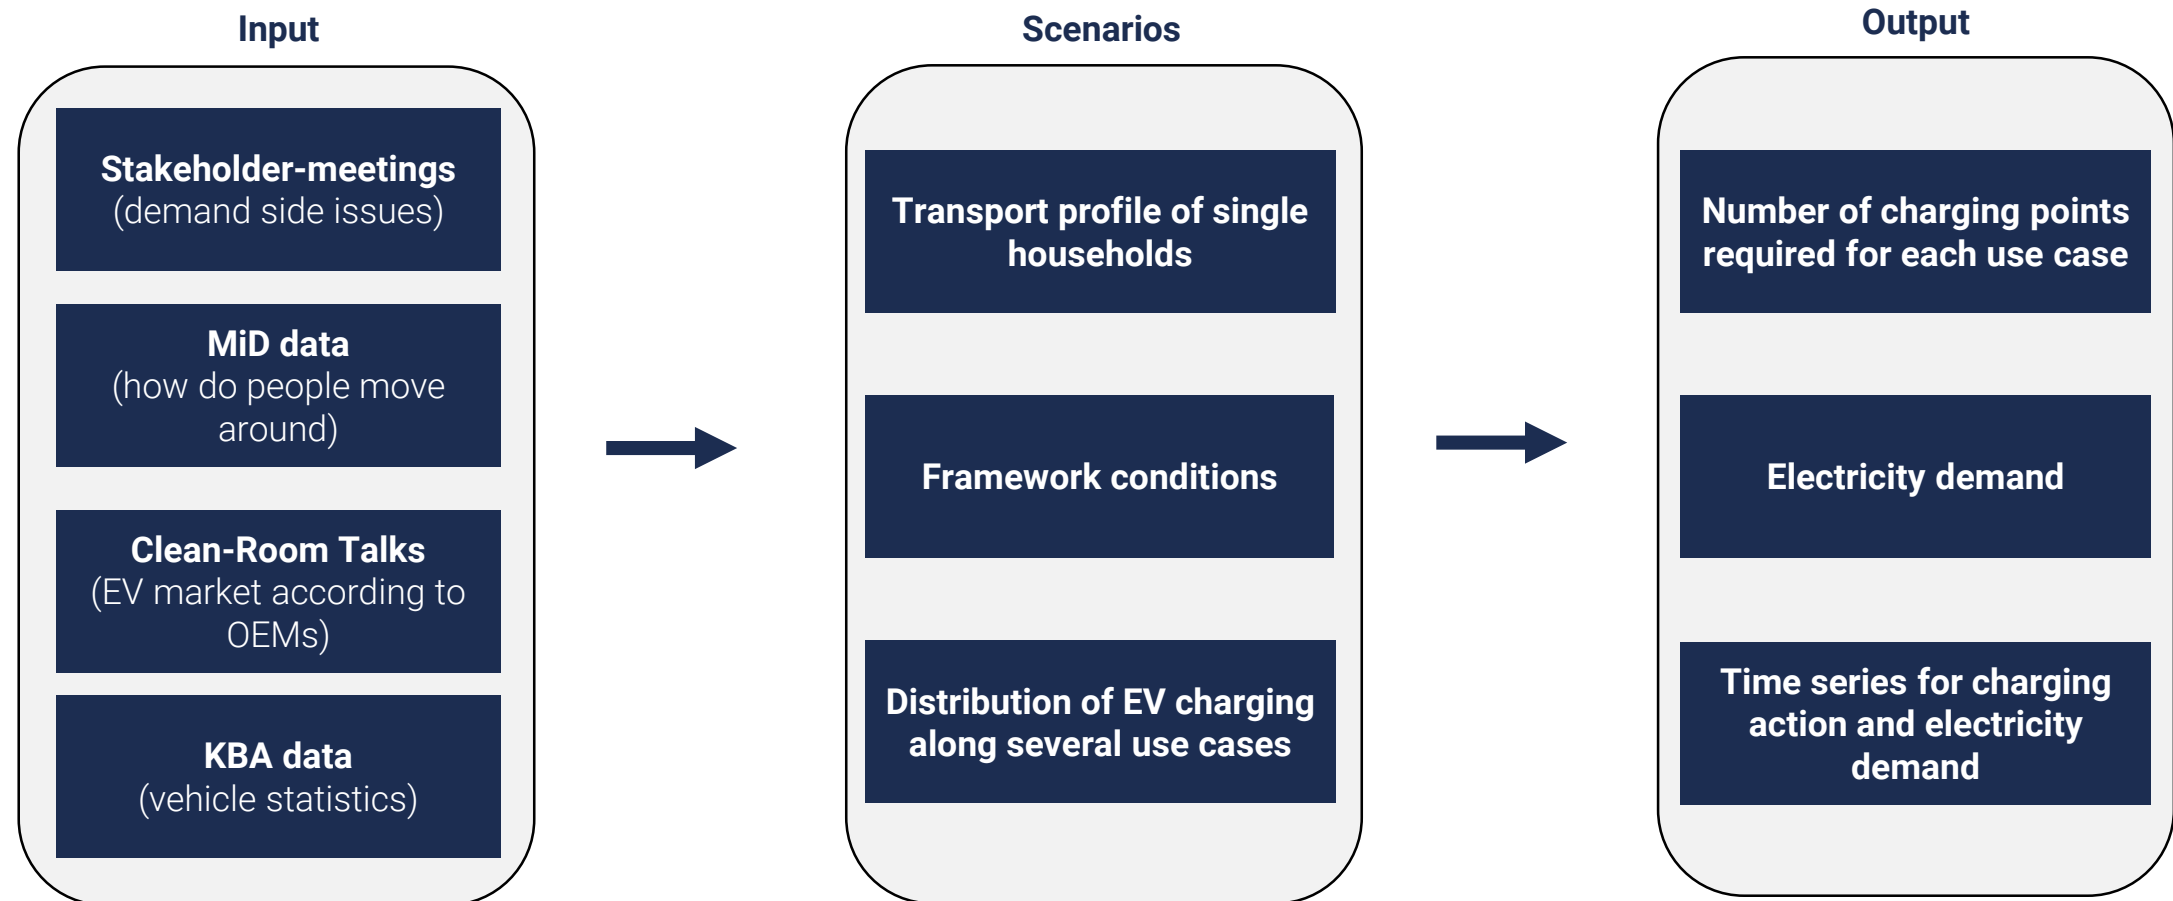 Input
Stakeholder-meetings
(demand side issues)
MiD data
(how do people move
around)
Clean-Room Talks
(EV market according to
OEMs)
KBA data
(vehicle statistics)
Scenarios
Transport profile of single
households
Framework conditions
Distribution of EV charging
along several use cases
Output
Number of charging points
required for each use case
Electricity demand
Time series for charging
action and electricity
demand